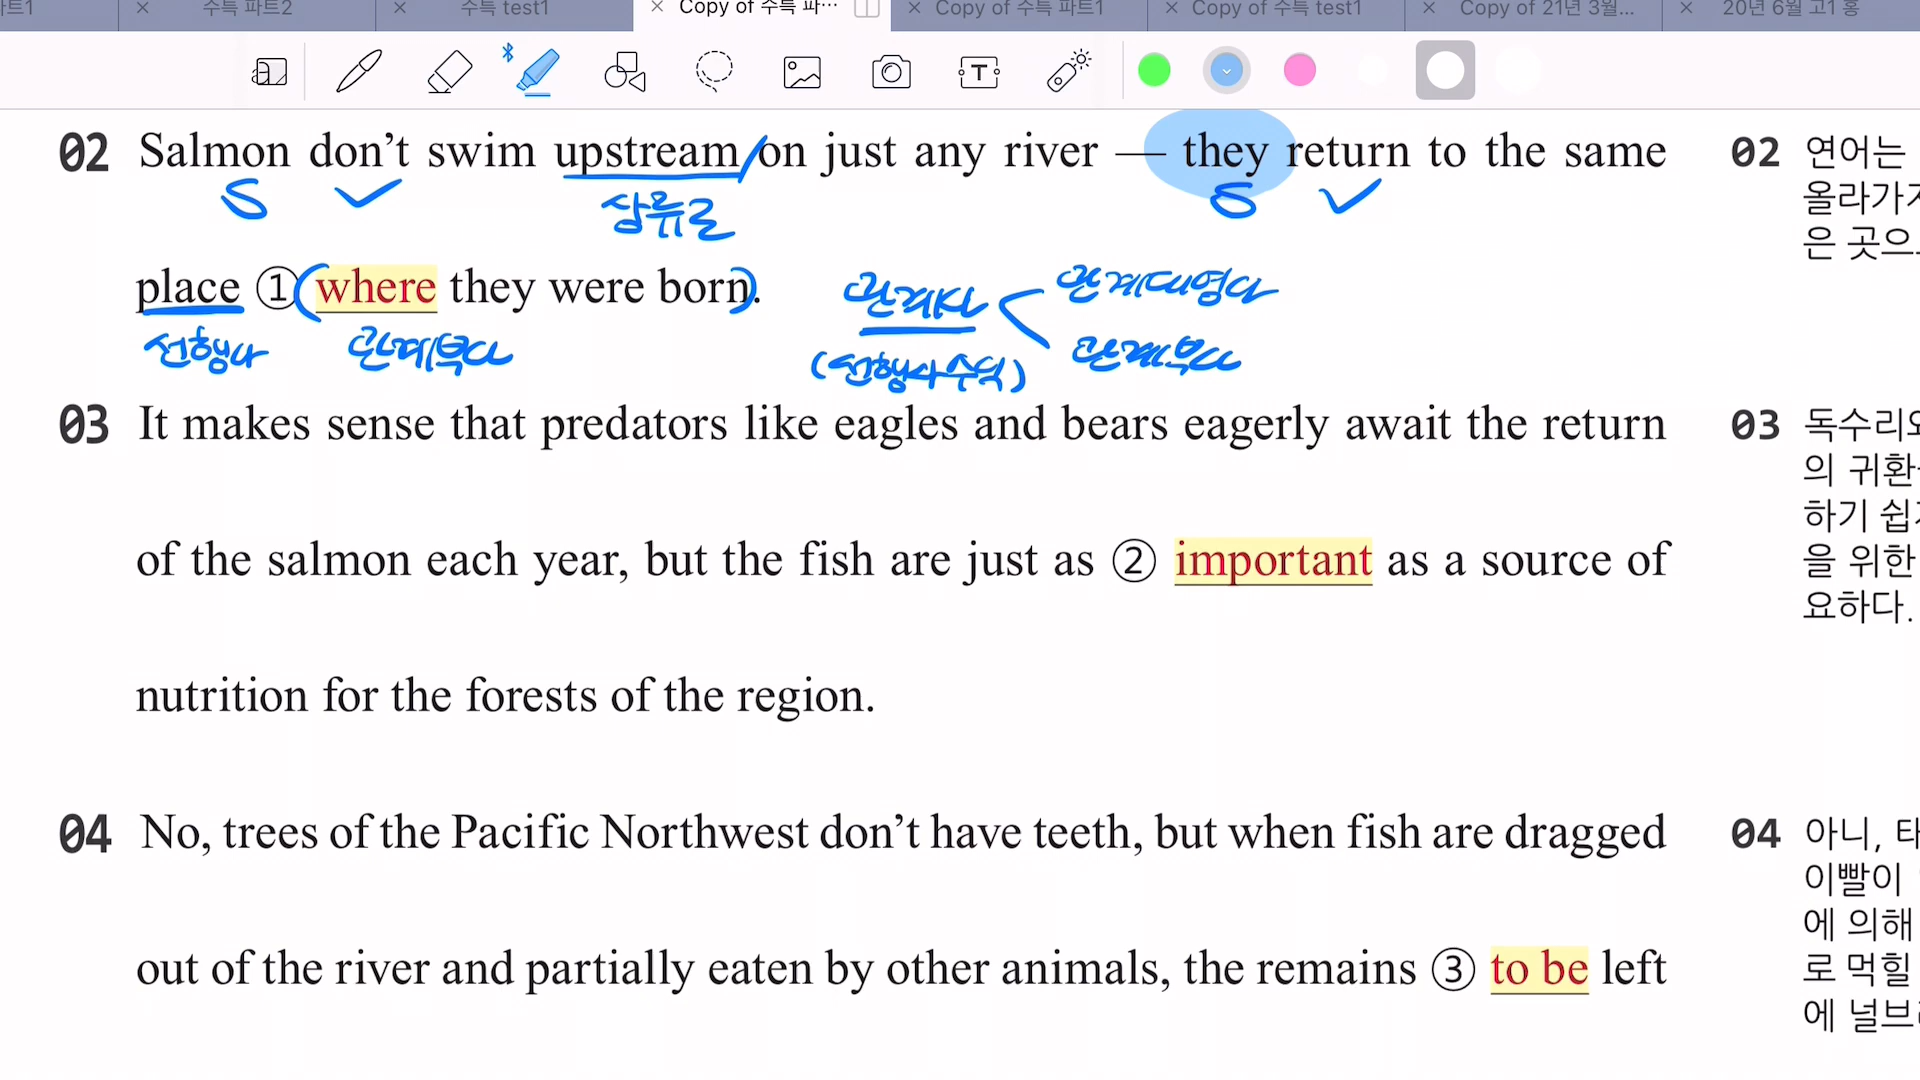 파트1
수특 파트2
수특 test1
Copy of 수특 파…
Copy of 수특 파트1
Copy of 수특 test1
Copy of 21년 3월...
20년 6월 고1 홍
02 Salmon don't swim upstream/on just any river — they return to the same
S
상류로
S
place ① (where they were born).
선행사
관계부사
관계사
(선행사수식)
관계대명사
관계부사
03 It makes sense that predators like eagles and bears eagerly await the return
of the salmon each year, but the fish are just as ② important as a source of
nutrition for the forests of the region.
04 No, trees of the Pacific Northwest don't have teeth, but when fish are dragged
out of the river and partially eaten by other animals, the remains ③ to be left
02 연어는
올라가지
은 곳으
03 독수리와
의 귀환
하기 쉽
을 위한
요하다.
04 아니, 태
이빨이
에 의해
로 먹힐
에 널브